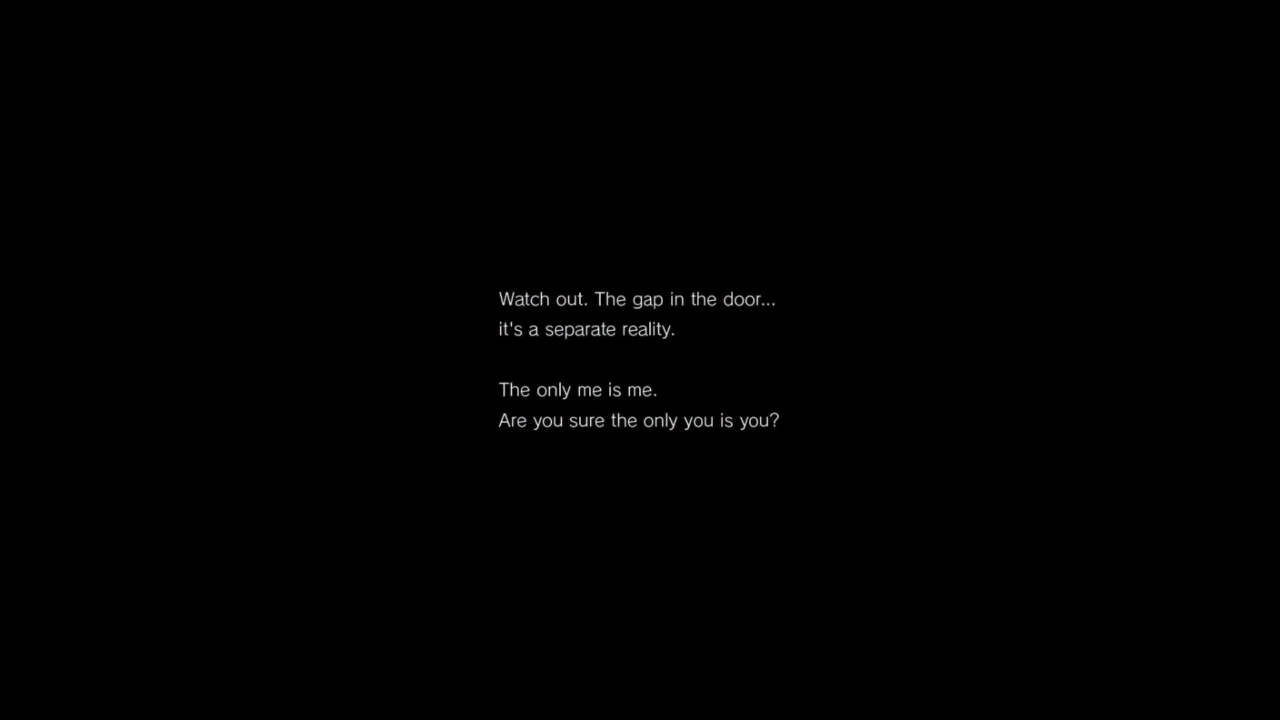 Watch out. The gap in the door...
it's a separate reality.
The only me is me.
Are you sure the only you is you?